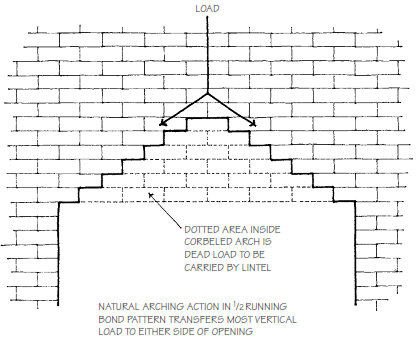 LOAD
DOTTED AREA INSIDE
CORBELED ARCH IS
DEAD LOAD TO BE
CARRIED BY LINTEL
NATURAL ARCHING ACTION IN 1/2 RUNNING
BOND PATTERN TRANSFERS MOST VERTICAL
LOAD TO EITHER SIDE OF OPENING